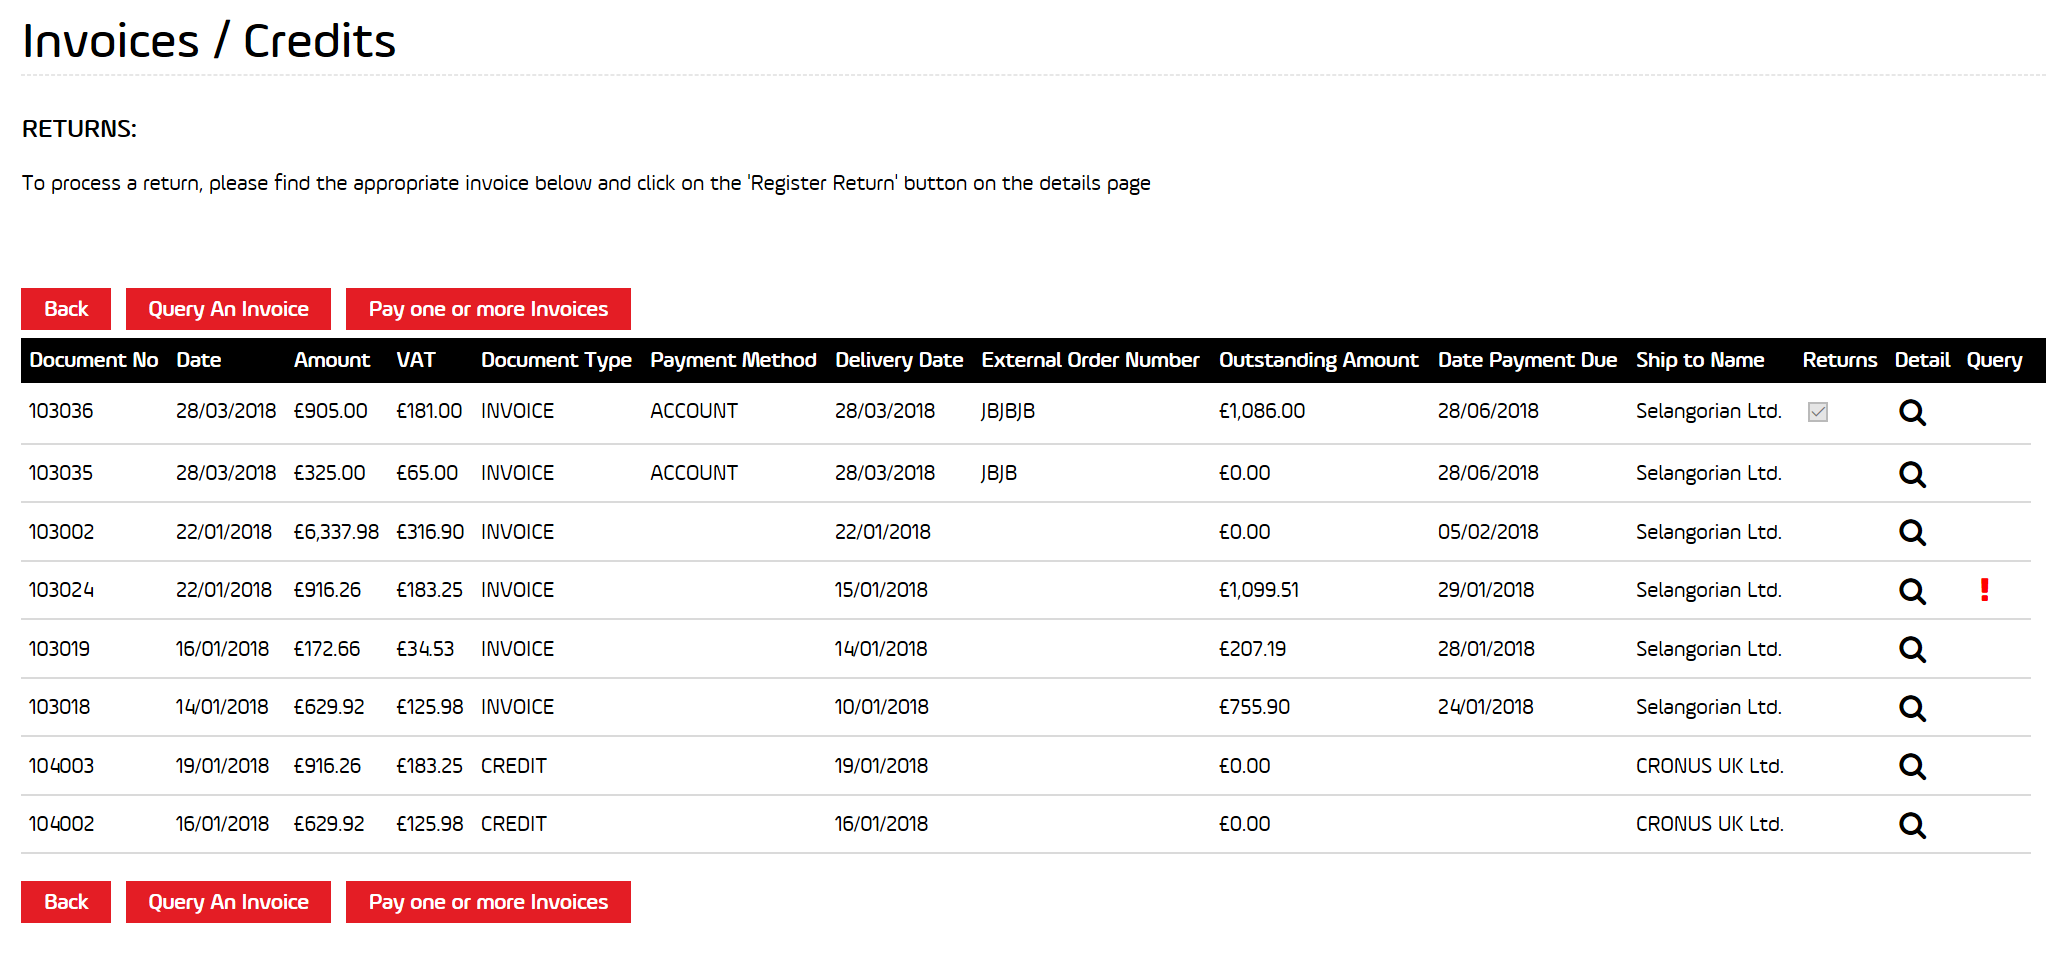 Invoices / Credits
RETURNS:
To process a return, please find the appropriate invoice below and click on the 'Register Return' button on the details page
Back Query An Invoice Pay one or more Invoices
Document No Date Amount VAT Document Type Payment Method Delivery Date External Order Number Outstanding Amount Date Payment Due Ship to Name Returns Detail Query
103036 28/03/2018 £905.00 £181.00 INVOICE ACCOUNT 28/03/2018 JBJBJB £1,086.00 28/06/2018 Selangorian Ltd.
103035 28/03/2018 £325.00 £65.00 INVOICE ACCOUNT 28/03/2018 JBJB £0.00 28/06/2018 Selangorian Ltd.
103002 22/01/2018 £6,337.98 £316.90 INVOICE 22/01/2018 £0.00 05/02/2018 Selangorian Ltd.
103024 22/01/2018 £916.26 £183.25 INVOICE 15/01/2018 £1,099.51 29/01/2018 Selangorian Ltd. !
103019 16/01/2018 £172.66 £34.53 INVOICE 14/01/2018 £207.19 28/01/2018 Selangorian Ltd.
103018 14/01/2018 £629.92 £125.98 INVOICE 10/01/2018 £755.90 24/01/2018 Selangorian Ltd.
104003 19/01/2018 £916.26 £183.25 CREDIT 19/01/2018 £0.00 CRONUS UK Ltd.
104002 16/01/2018 £629.92 £125.98 CREDIT 16/01/2018 £0.00 CRONUS UK Ltd.
Back Query An Invoice Pay one or more Invoices